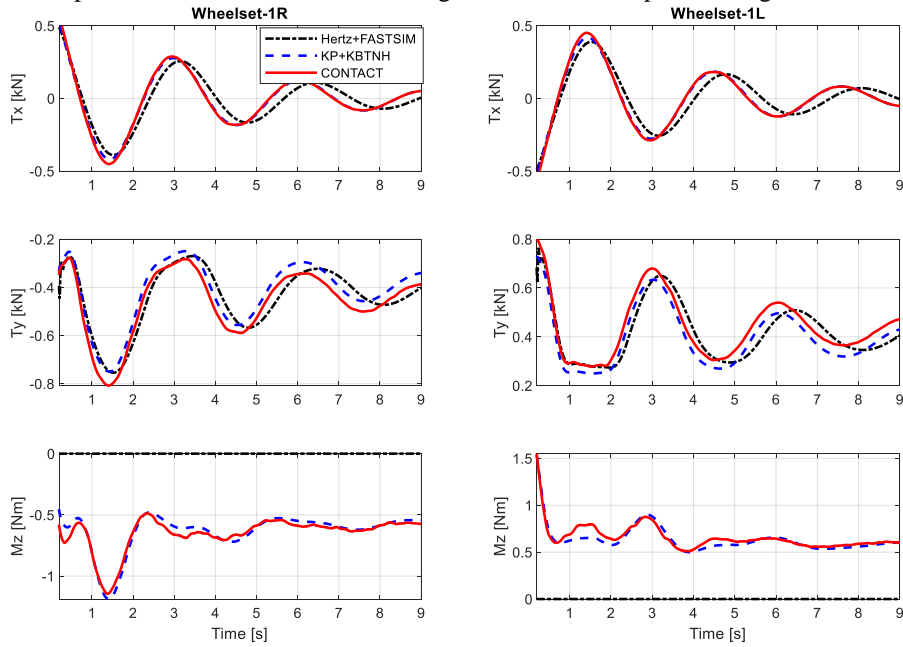 Wheelset-1R
Wheelset-1L
0.5
0
-0.5
Tx [kN]
1 2 3 4 5 6 7 8 9
Hertz+FASTSIM
KP+KBTNH
CONTACT
0.5
0
-0.5
Tx [kN]
1 2 3 4 5 6 7 8 9
-0.2
-0.4
-0.6
-0.8
Ty [kN]
1 2 3 4 5 6 7 8 9
0.8
0.6
0.4
0.2
Ty [kN]
1 2 3 4 5 6 7 8 9
0
-0.5
-1
Mz [Nm]
1 2 3 4 5 6 7 8 9
Time [s]
1.5
1
0.5
0
Mz [Nm]
1 2 3 4 5 6 7 8 9
Time [s]